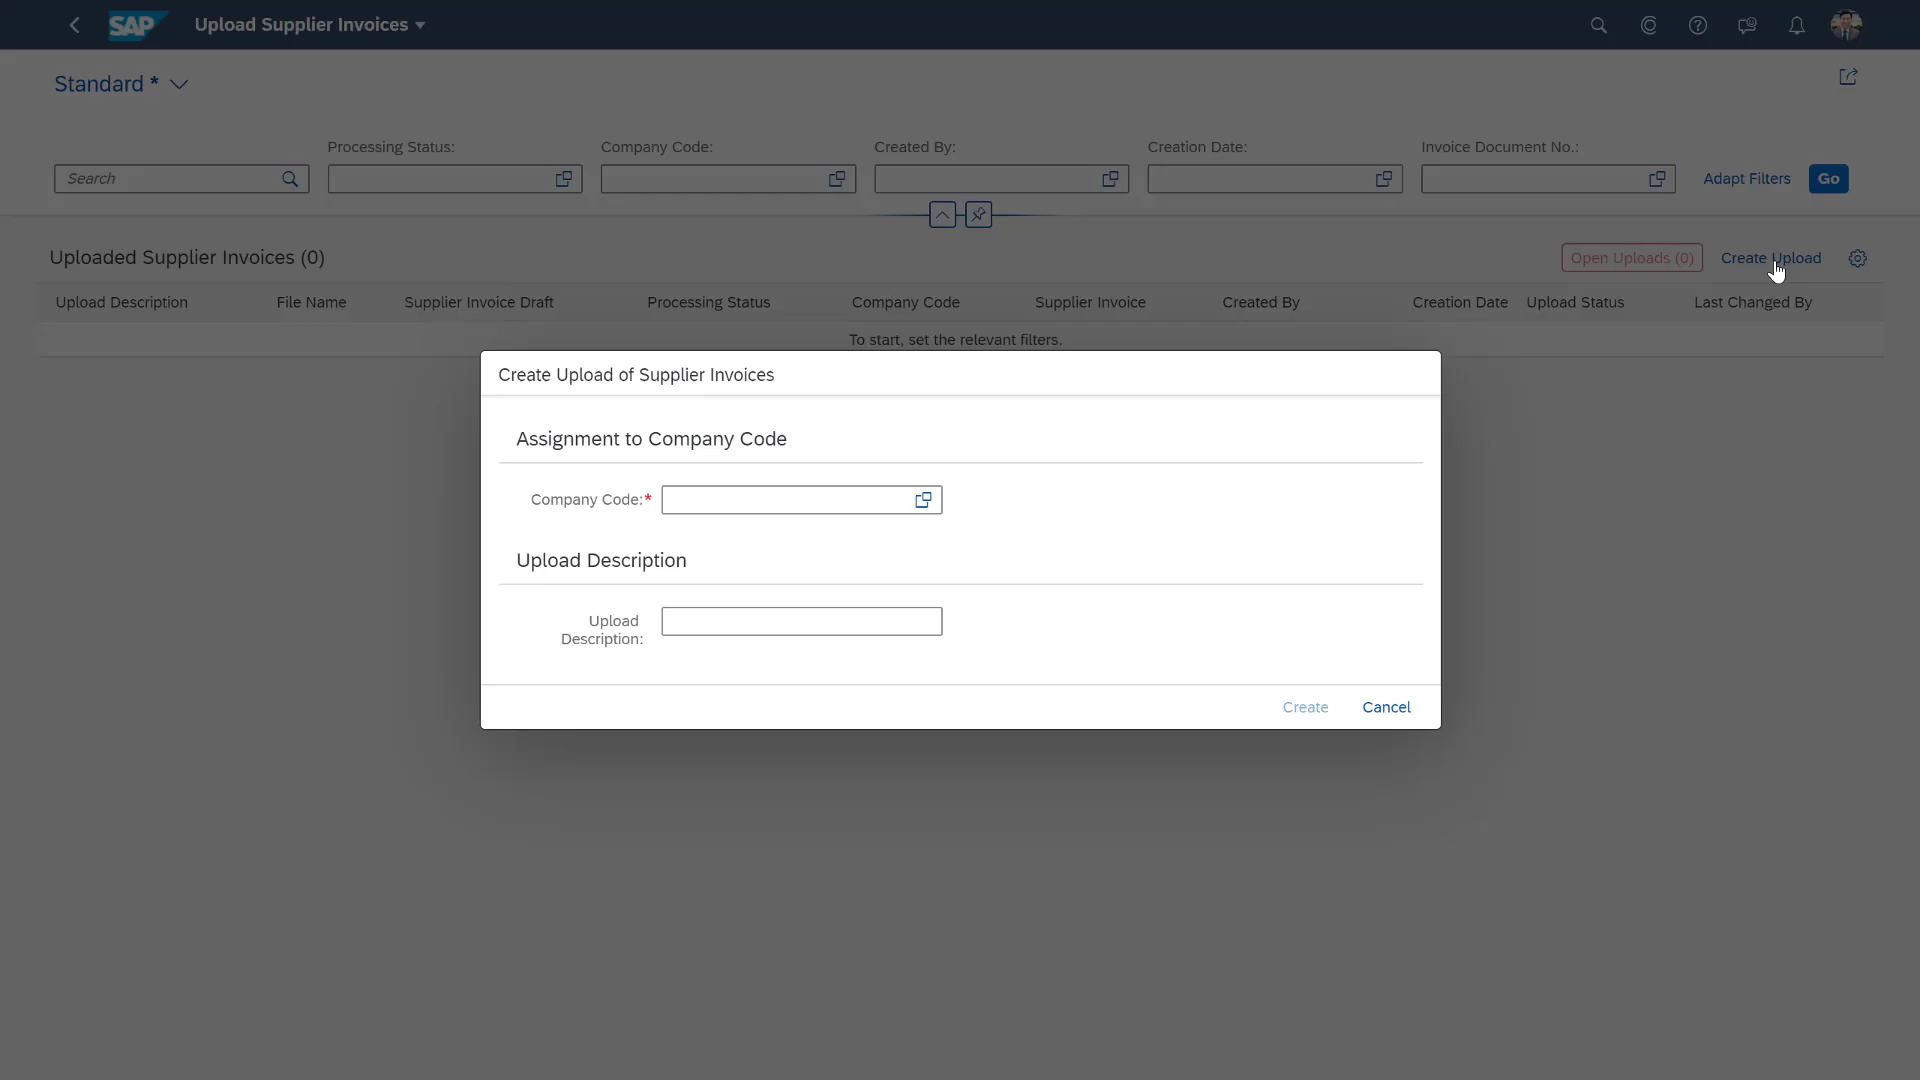 SAP Upload Supplier Invoices
Standard *
Processing Status: Company Code: Created By: Creation Date: Invoice Document No.:
Search Adapt Filters Go
Uploaded Supplier Invoices (0) Open Uploads (0) Create Upload
Upload Description File Name Supplier Invoice Draft Processing Status Company Code Supplier Invoice Created By Creation Date Upload Status Last Changed By
To start, set the relevant filters.
Create Upload of Supplier Invoices
Assignment to Company Code
Company Code:*
Upload Description
Upload
Description:
Create Cancel